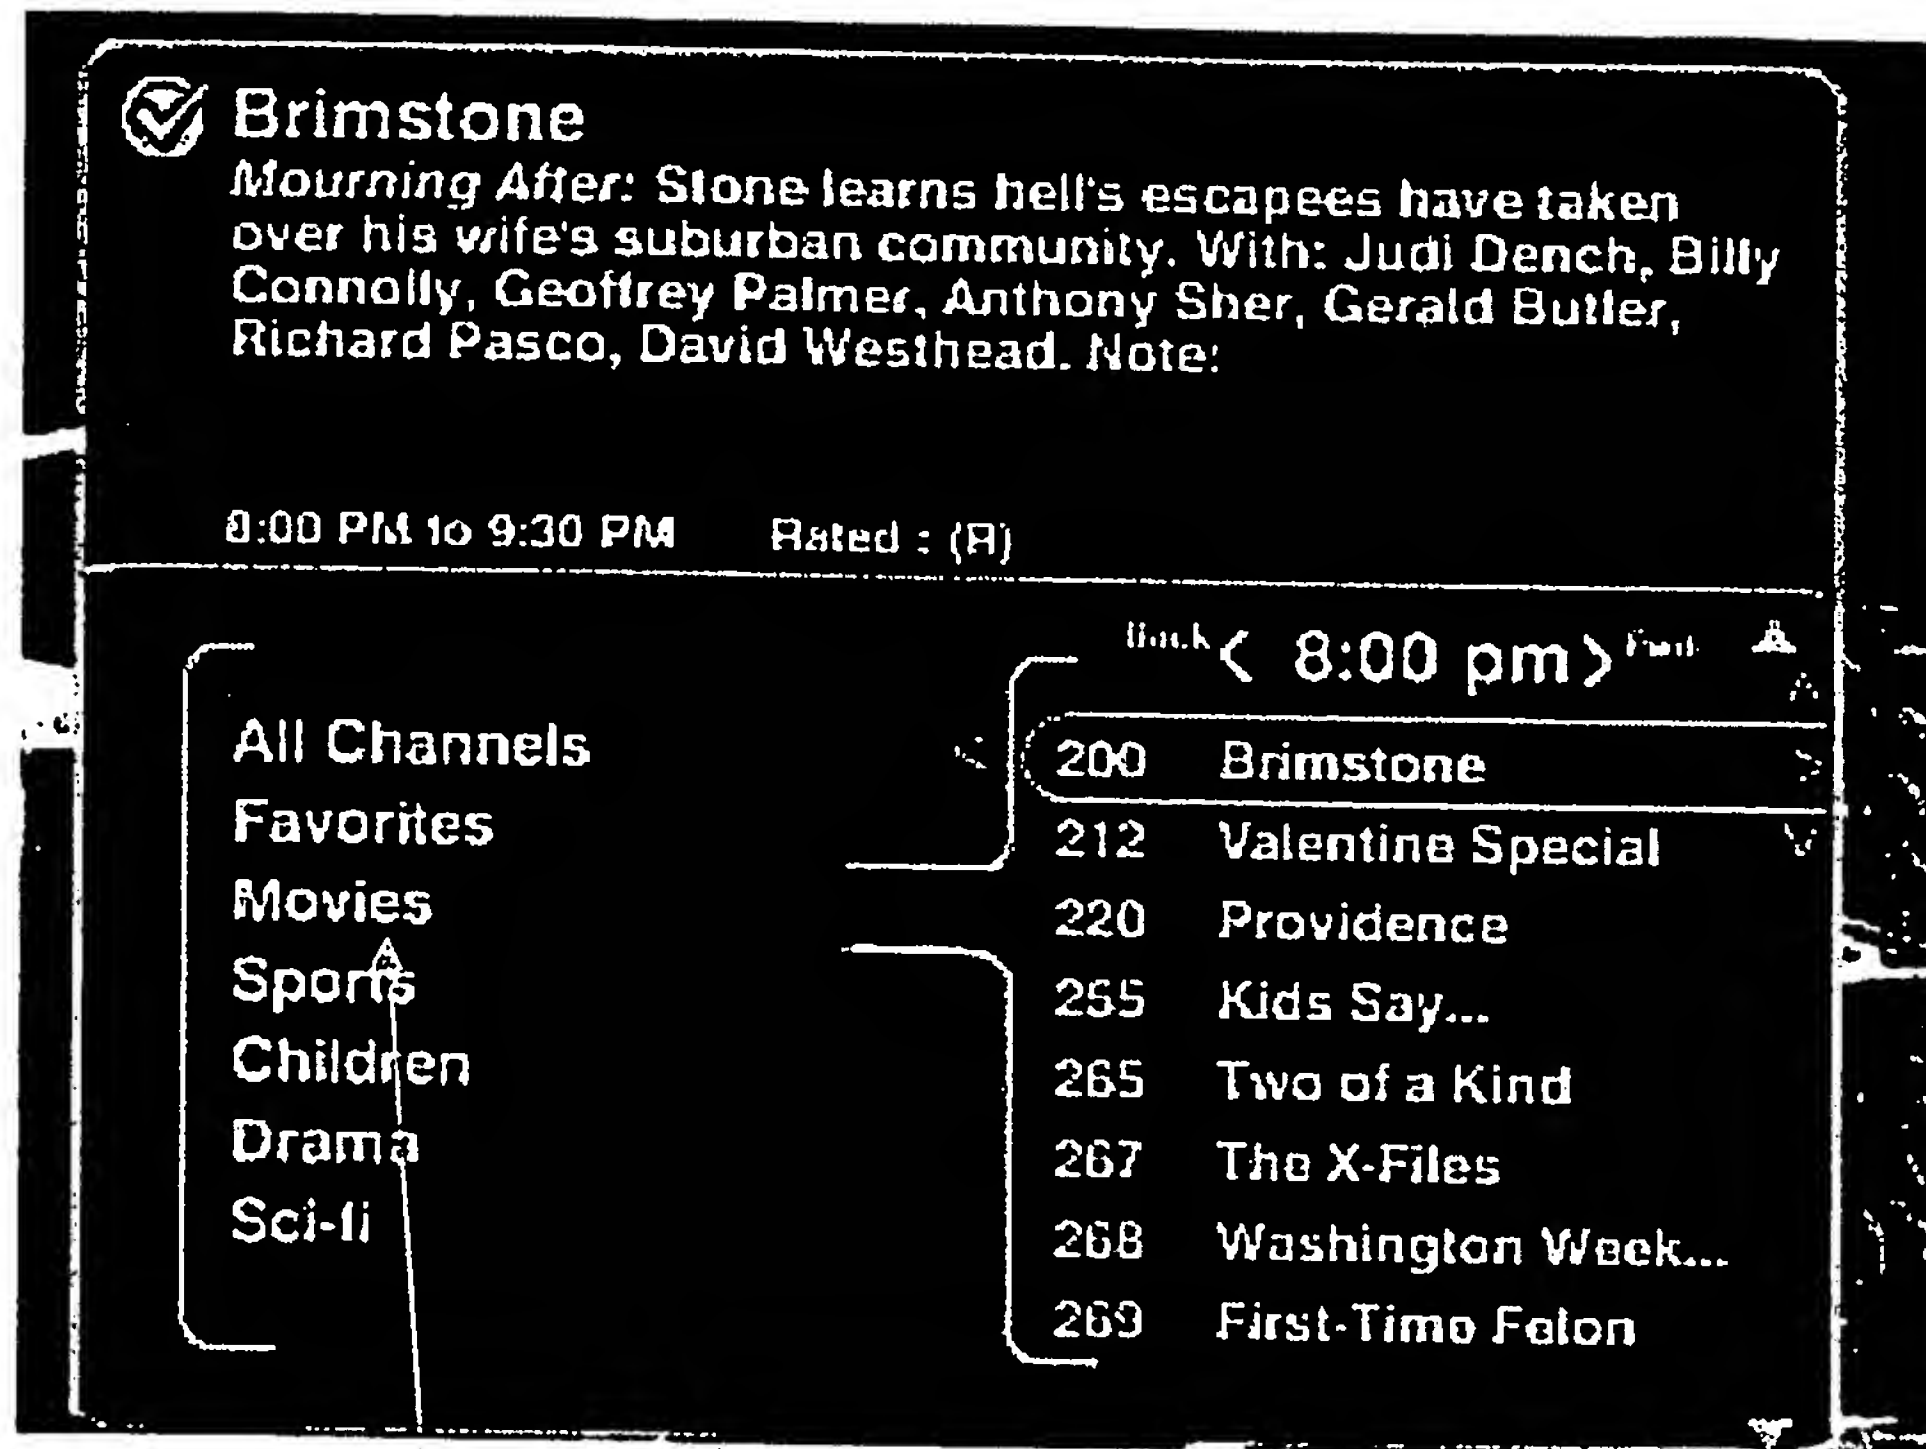 Brimstone
Mourning After: Stone learns hell's escapees have taken
over his wife's suburban community. With: Judi Dench, Billy
Connolly, Geoffrey Palmer, Anthony Sher, Gerald Butler,
Richard Pasco, David Westhead. Note:
8:00 PM to 9:30 PM Rated : (R)
Back < 8:00 pm >
All Channels
Favorites
Movies
Sports
Children
Drama
Sci-fi
200 Brimstone
212 Valentine Special
220 Providence
255 Kids Say...
265 Two of a Kind
267 The X-Files
268 Washington Week...
269 First-Time Felon